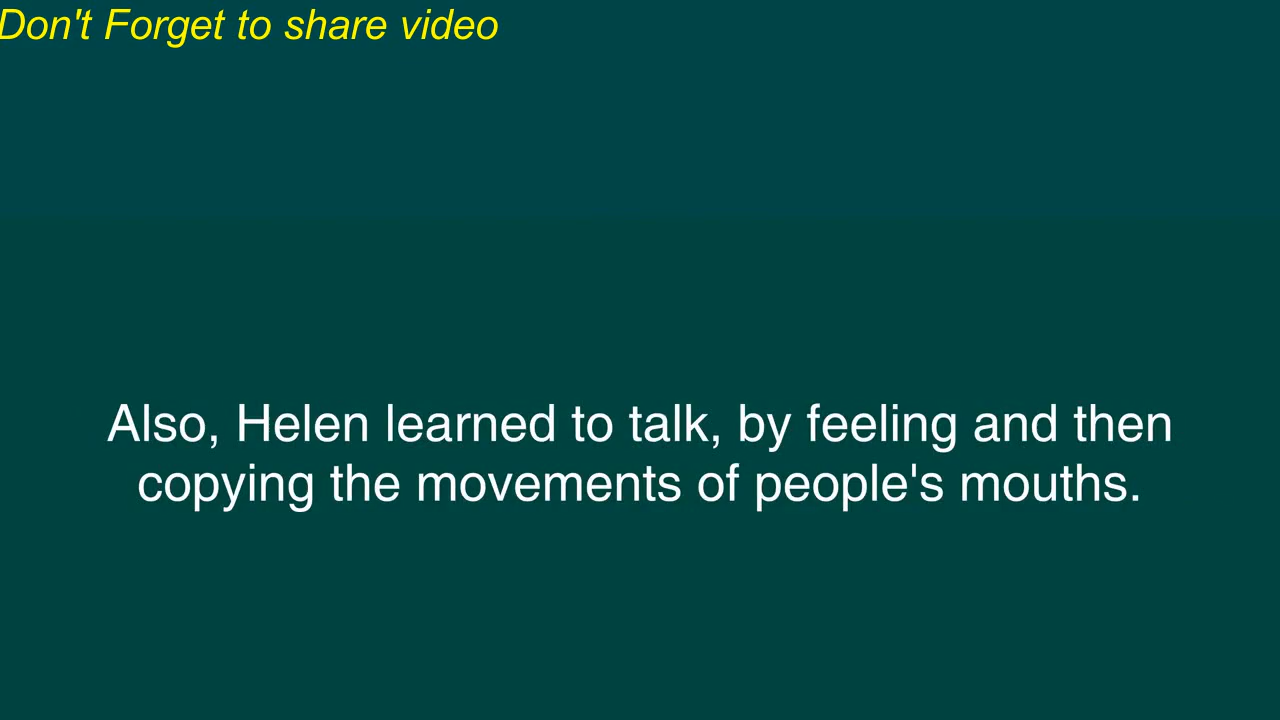 Don't Forget to share video
Also, Helen learned to talk, by feeling and then
copying the movements of people's mouths.